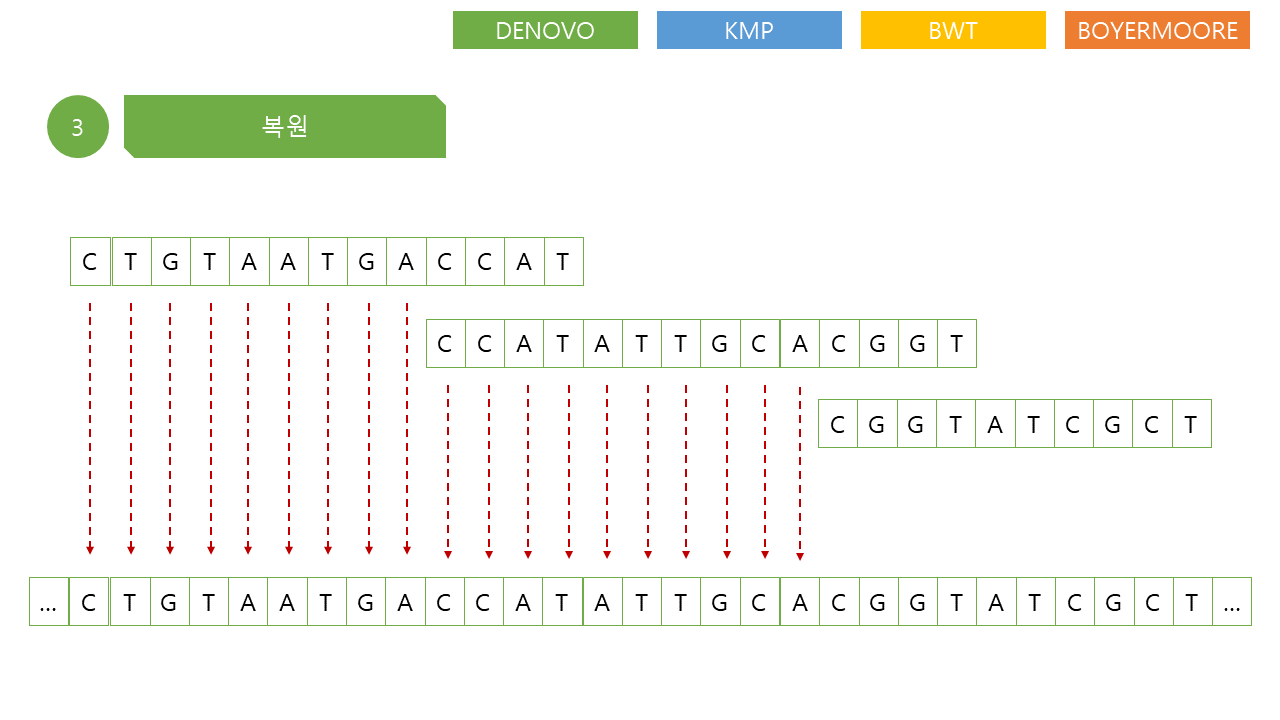 DENOVO KMP BWT BOYERMOORE
3 복원
C T G T A A T G A C C A T
C C A T A T T G C A C G G T
C G G T A T C G C T
... C T G T A A T G A C C A T A T T G C A C G G T A T C G C T ...